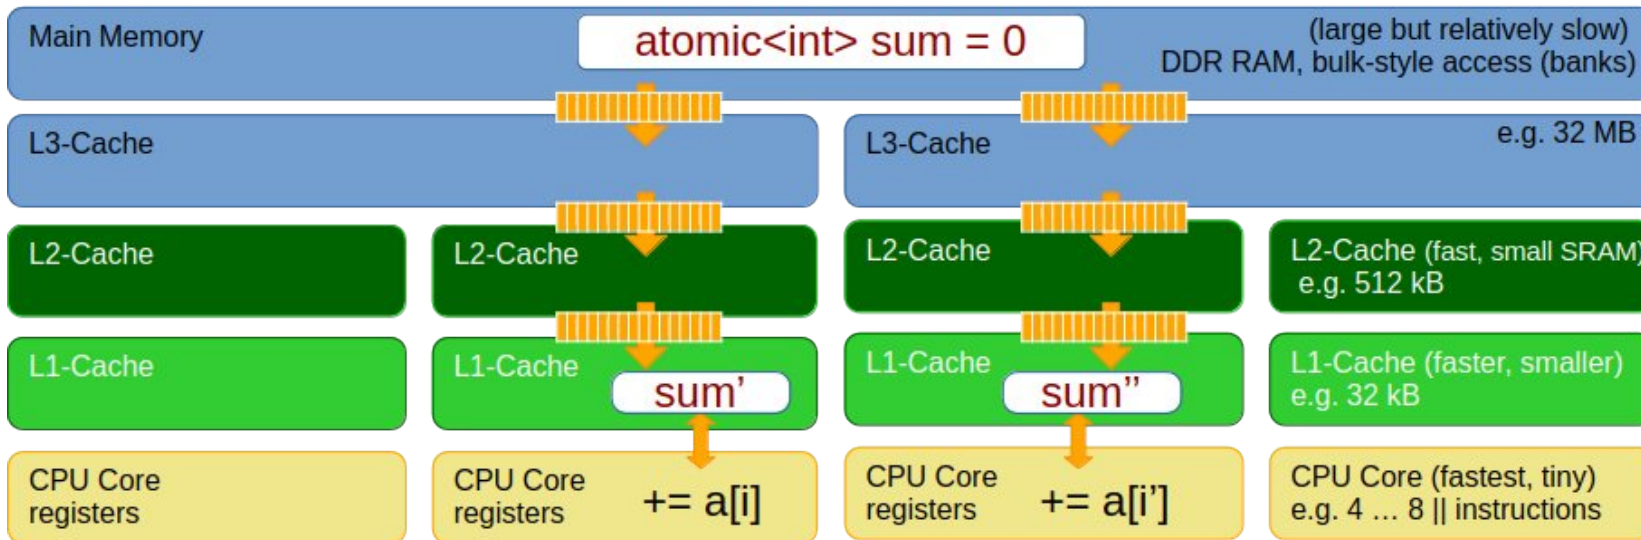 Main Memory
atomic<int> sum = 0
(large but relatively slow)
DDR RAM, bulk-style access (banks)
L3-Cache
L3-Cache
e.g. 32 MB
L2-Cache
L2-Cache
L2-Cache
L2-Cache (fast, small SRAM)
e.g. 512 kB
L1-Cache
L1-Cache
sum’
L1-Cache
sum’’
L1-Cache (faster, smaller)
e.g. 32 kB
CPU Core
registers
CPU Core
registers
+= a[i]
CPU Core
registers
+= a[i’]
CPU Core (fastest, tiny)
e.g. 4 … 8 || instructions